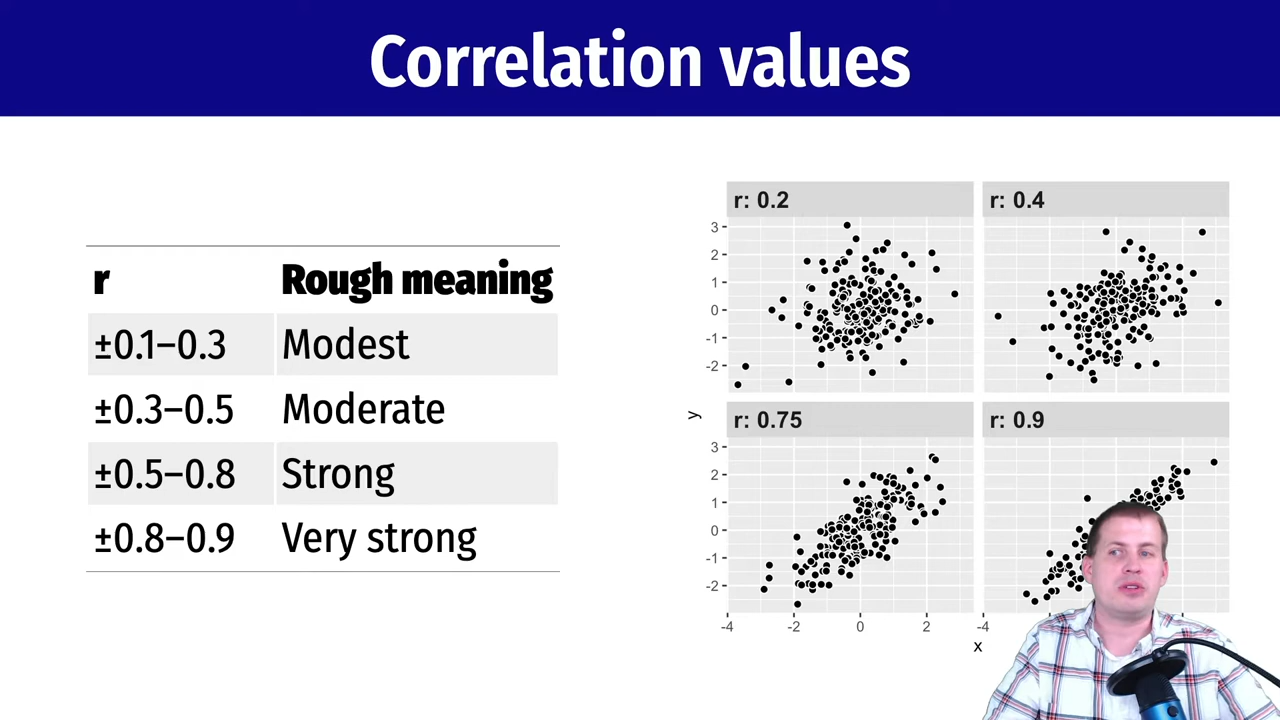 Correlation values
r Rough meaning
±0.1–0.3 Modest
±0.3–0.5 Moderate
±0.5–0.8 Strong
±0.8–0.9 Very strong
r: 0.2 r: 0.4
3
2
1
0
-1
-2
y
r: 0.75 r: 0.9
3
2
1
0
-1
-2
-4 -2 0 2 -4
x